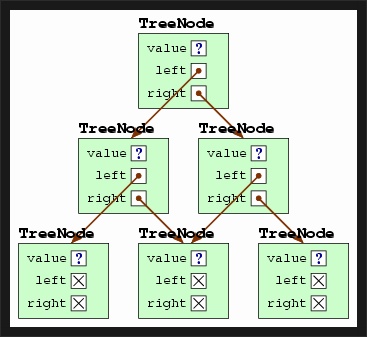 TreeNode
value ?
left
right
TreeNode TreeNode
value ? value ?
left left
right right
TreeNode TreeNode TreeNode
value ? value ? value ?
left left left
right right right